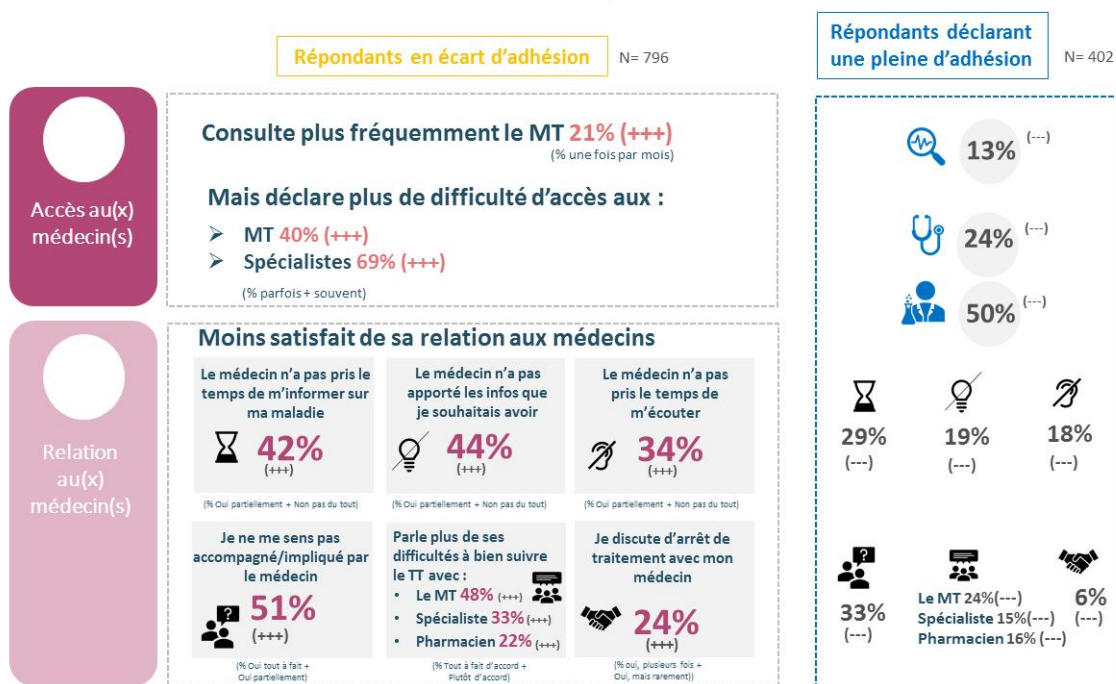 Répondants en écart d'adhésion
N= 796
Répondants déclarant
une pleine d'adhésion
N= 402
Accès au(x)
médecin(s)
Consulte plus fréquemment le MT 21% (+++)
(% une fois par mois)
Mais déclare plus de difficulté d'accès aux :
➢ MT 40% (+++)
➢ Spécialistes 69% (+++)
(% parfois + souvent)
13% (---)
24% (---)
50% (---)
Relation
au(x)
médecin(s)
Moins satisfait de sa relation aux médecins
Le médecin n'a pas pris le
temps de m'informer sur
ma maladie
42%
(+++)
(% Oui partiellement + Non pas du tout)
Le médecin n'a pas
apporté les infos que
je souhaitais avoir
44%
(+++)
(% Oui partiellement + Non pas du tout)
Le médecin n'a pas
pris le temps de
m'écouter
34%
(+++)
(% Oui partiellement + Non pas du tout)
29%
(---)
19%
(---)
18%
(---)
Je ne me sens pas
accompagné/impliqué par
le médecin
?
51%
(+++)
(% Oui tout à fait +
Oui partiellement)
Parle plus de ses
difficultés à bien suivre
le TT avec :
• Le MT 48% (+++)
• Spécialiste 33% (+++)
• Pharmacien 22% (+++)
(% Tout à fait d'accord +
Plutôt d'accord)
Je discute d'arrêt de
traitement avec mon
médecin
24%
(+++)
(% oui, plusieurs fois +
Oui, mais rarement))
?
33%
(---)
Le MT 24%(---)
Spécialiste 15%(---)
Pharmacien 16% (---)
6%
(---)